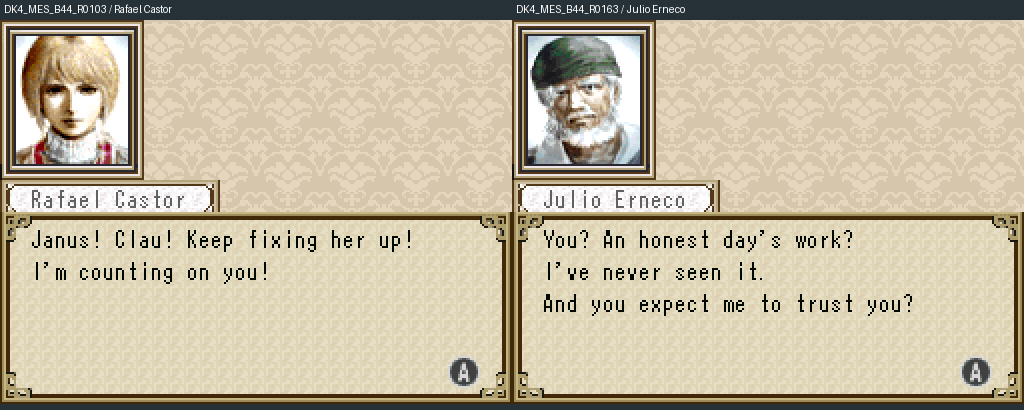 DK4_MES_B44_R0103 / Rafael Castor
Rafael Castor
Janus! Clau! Keep fixing her up!
I'm counting on you!
A
DK4_MES_B44_R0163 / Julio Erneco
Julio Erneco
You? An honest day's work?
I've never seen it.
And you expect me to trust you?
A